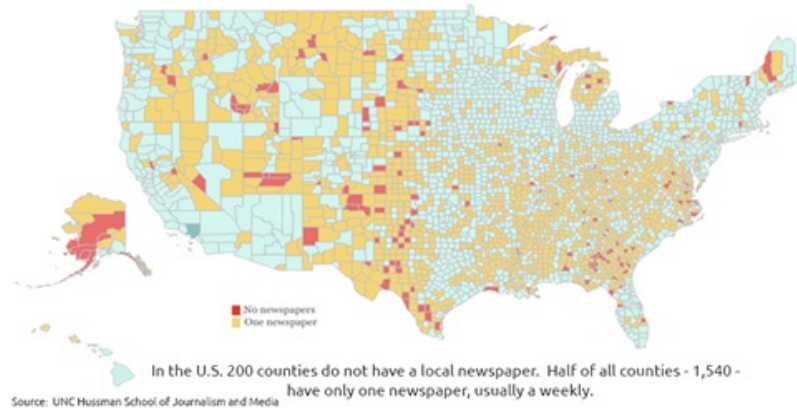 No newspapers
One newspaper
In the U.S. 200 counties do not have a local newspaper.  Half of all counties - 1,540 -
have only one newspaper, usually a weekly.
Source:  UNC Hussman School of Journalism and Media